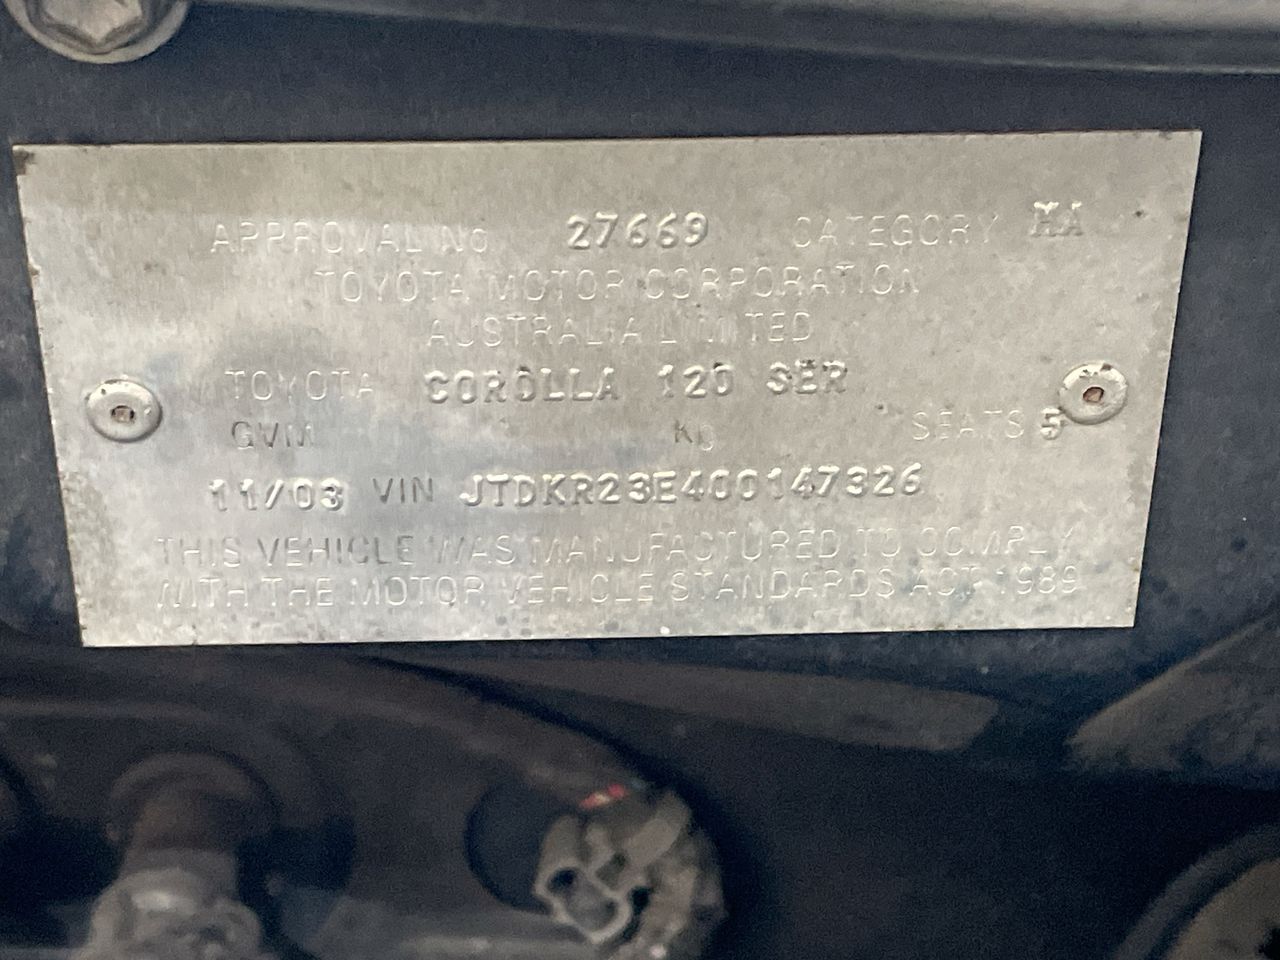 APPROVAL No 27669 CATEGORY MA
TOYOTA MOTOR CORPORATION
AUSTRALIA LIMITED
TOYOTA COROLLA 120 SER
GVM KG SEATS 5
11/03 VIN JTDKR23E400147326
THIS VEHICLE WAS MANUFACTURED TO COMPLY
WITH THE MOTOR VEHICLE STANDARDS ACT 1989